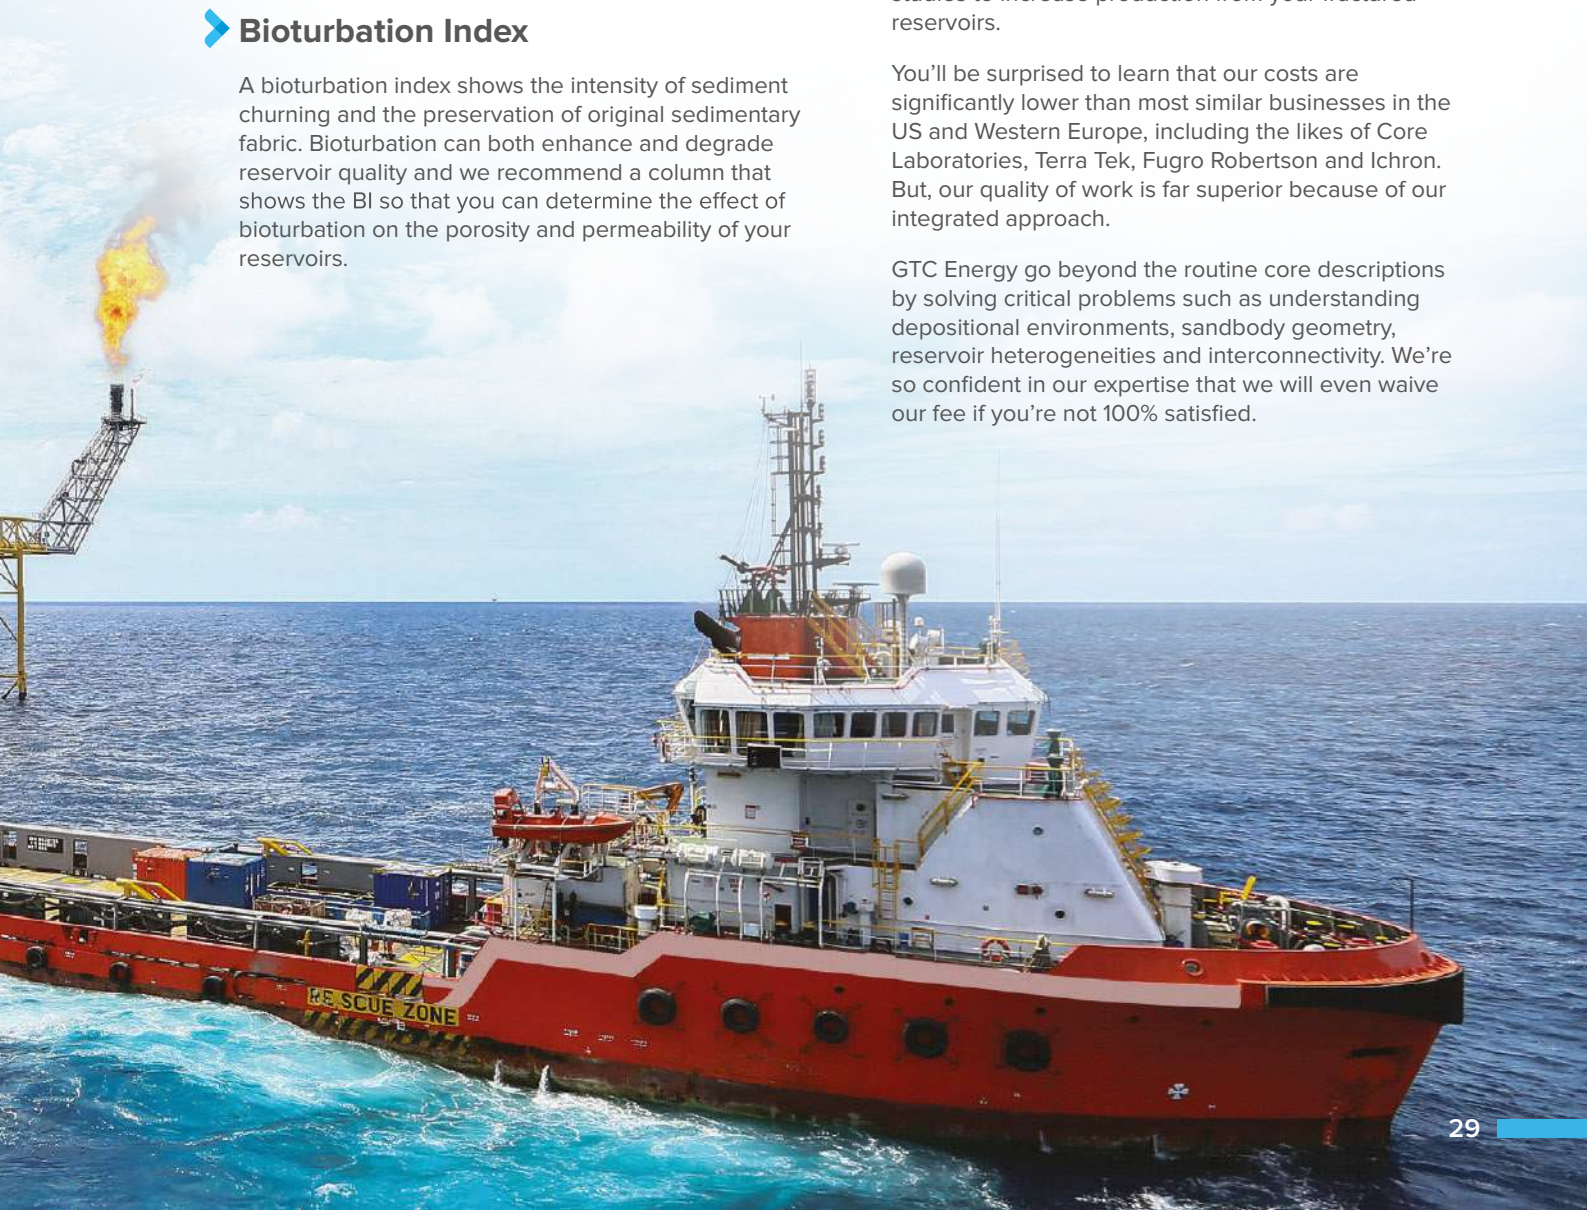 Bioturbation Index
A bioturbation index shows the intensity of sediment
churning and the preservation of original sedimentary
fabric. Bioturbation can both enhance and degrade
reservoir quality and we recommend a column that
shows the BI so that you can determine the effect of
bioturbation on the porosity and permeability of your
reservoirs.
studies to increase production from your fractured
reservoirs.
You’ll be surprised to learn that our costs are
significantly lower than most similar businesses in the
US and Western Europe, including the likes of Core
Laboratories, Terra Tek, Fugro Robertson and Ichron.
But, our quality of work is far superior because of our
integrated approach.
GTC Energy go beyond the routine core descriptions
by solving critical problems such as understanding
depositional environments, sandbody geometry,
reservoir heterogeneities and interconnectivity. We’re
so confident in our expertise that we will even waive
our fee if you’re not 100% satisfied.
RESCUE ZONE
29